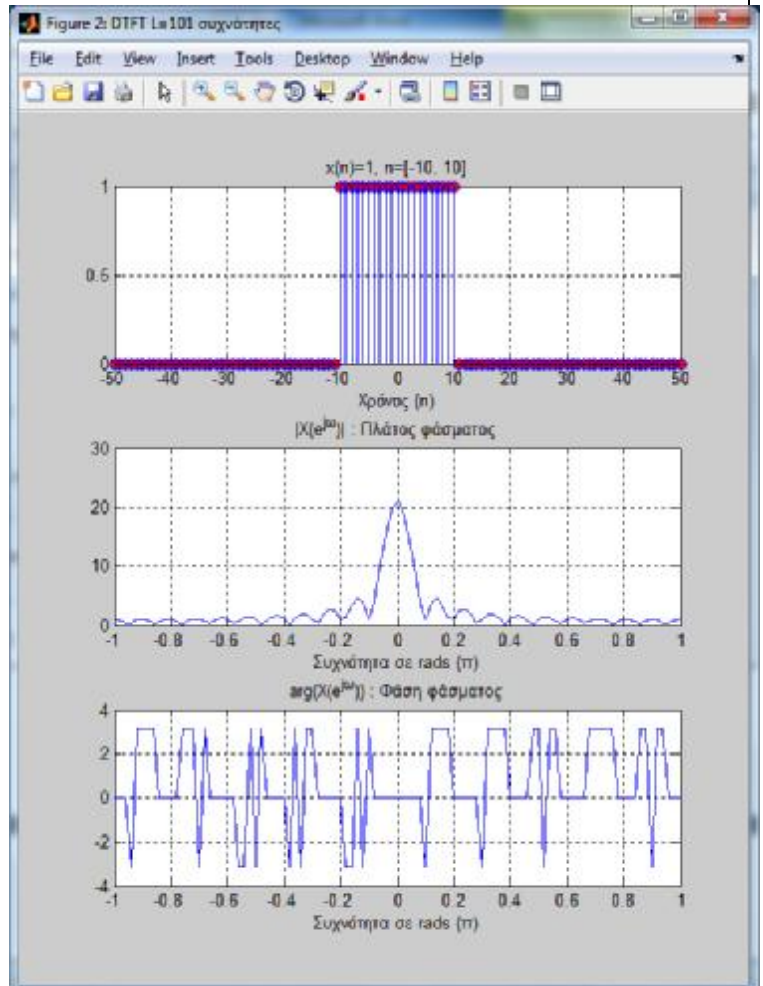 Figure 2: DTFT L=101 συχνότητες
File Edit View Insert Tools Desktop Window Help
x(n)=1, n=[-10, 10]
1
0.5
0
-50 -40 -30 -20 -10 0 10 20 30 40 50
Χρόνος (n)
|X(e^jω)| : Πλάτος φάσματος
30
20
10
0
-1 -0.8 -0.6 -0.4 -0.2 0 0.2 0.4 0.6 0.8 1
Συχνότητα σε rads (π)
arg(X(e^jω)) : Φάση φάσματος
4
2
0
-2
-4
-1 -0.8 -0.6 -0.4 -0.2 0 0.2 0.4 0.6 0.8 1
Συχνότητα σε rads (π)